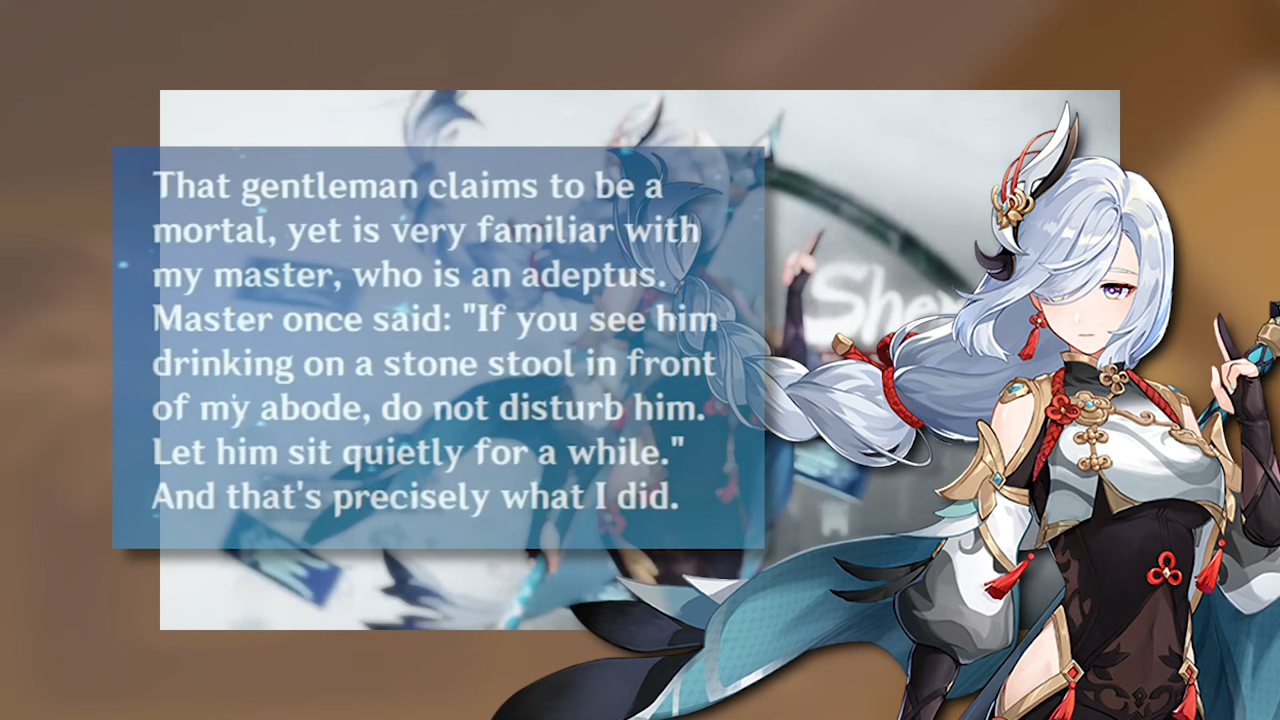 That gentleman claims to be a
mortal, yet is very familiar with
my master, who is an adeptus.
Master once said: "If you see him
drinking on a stone stool in front
of my abode, do not disturb him.
Let him sit quietly for a while."
And that's precisely what I did.